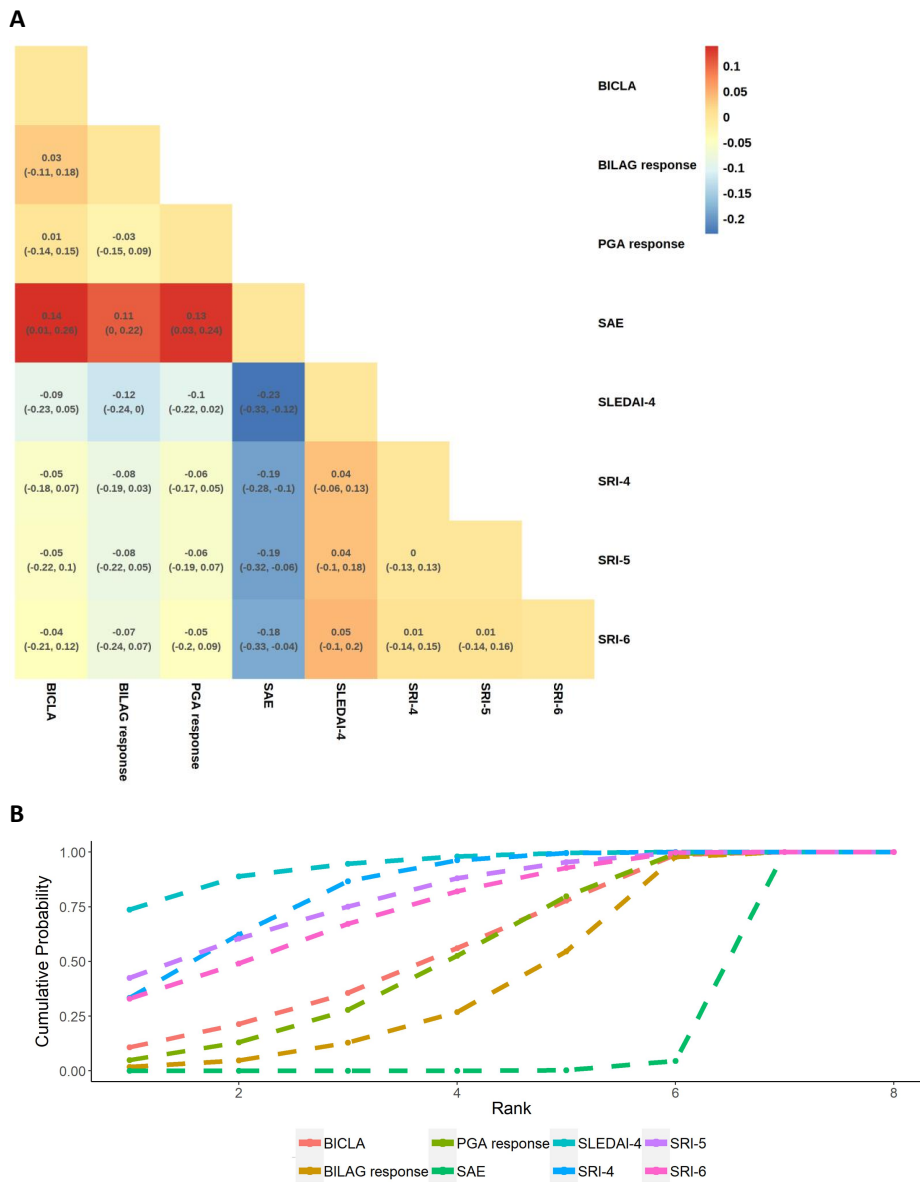 A
BICLA
BILAG response
PGA response
SAE
SLEDAI-4
SRI-4
SRI-5
SRI-6
0.1
0.05
0
-0.05
-0.1
-0.15
-0.2
0.03
(-0.11, 0.18)
0.01 -0.03
(-0.14, 0.15) (-0.15, 0.09)
0.14 0.11 0.13
(0.01, 0.26) (0, 0.22) (0.03, 0.24)
-0.09 -0.12 -0.1 -0.23
(-0.23, 0.05) (-0.24, 0) (-0.22, 0.02) (-0.33, -0.12)
-0.05 -0.08 -0.06 -0.19 0.04
(-0.18, 0.07) (-0.19, 0.03) (-0.17, 0.05) (-0.28, -0.1) (-0.06, 0.13)
-0.05 -0.08 -0.06 -0.19 0.04 0
(-0.22, 0.1) (-0.22, 0.05) (-0.19, 0.07) (-0.32, -0.06) (-0.1, 0.18) (-0.13, 0.13)
-0.04 -0.07 -0.05 -0.18 0.05 0.01 0.01
(-0.21, 0.12) (-0.24, 0.07) (-0.2, 0.09) (-0.33, -0.04) (-0.1, 0.2) (-0.14, 0.15) (-0.14, 0.16)
BICLA
BILAG response
PGA response
SAE
SLEDAI-4
SRI-4
SRI-5
SRI-6
B
Cumulative Probability
1.00
0.75
0.50
0.25
0.00
2 4 6 8
Rank
BICLA PGA response SLEDAI-4 SRI-5
BILAG response SAE SRI-4 SRI-6